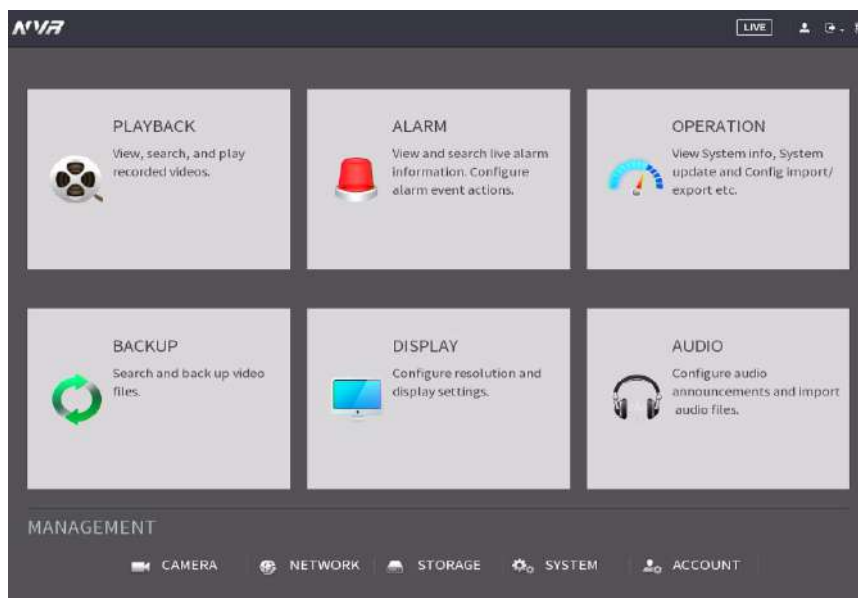 NVR
LIVE
PLAYBACK
View, search, and play
recorded videos.
ALARM
View and search live alarm
information. Configure
alarm event actions.
OPERATION
View System info, System
update and Config import/
export etc.
BACKUP
Search and back up video
files.
DISPLAY
Configure resolution and
display settings.
AUDIO
Configure audio
announcements and import
audio files.
MANAGEMENT
CAMERA NETWORK STORAGE SYSTEM ACCOUNT